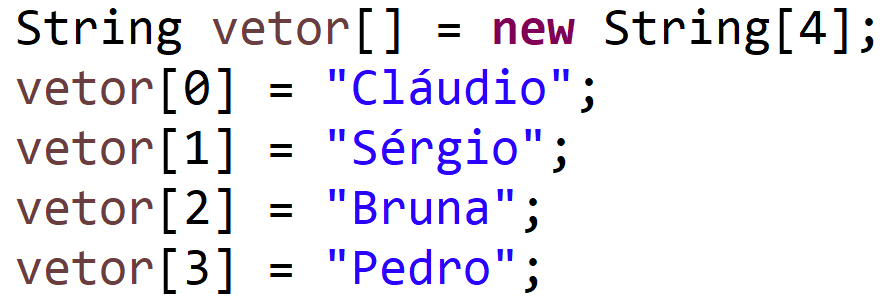 String vetor[] = new String[4];
vetor[0] = "Cláudio";
vetor[1] = "Sérgio";
vetor[2] = "Bruna";
vetor[3] = "Pedro";